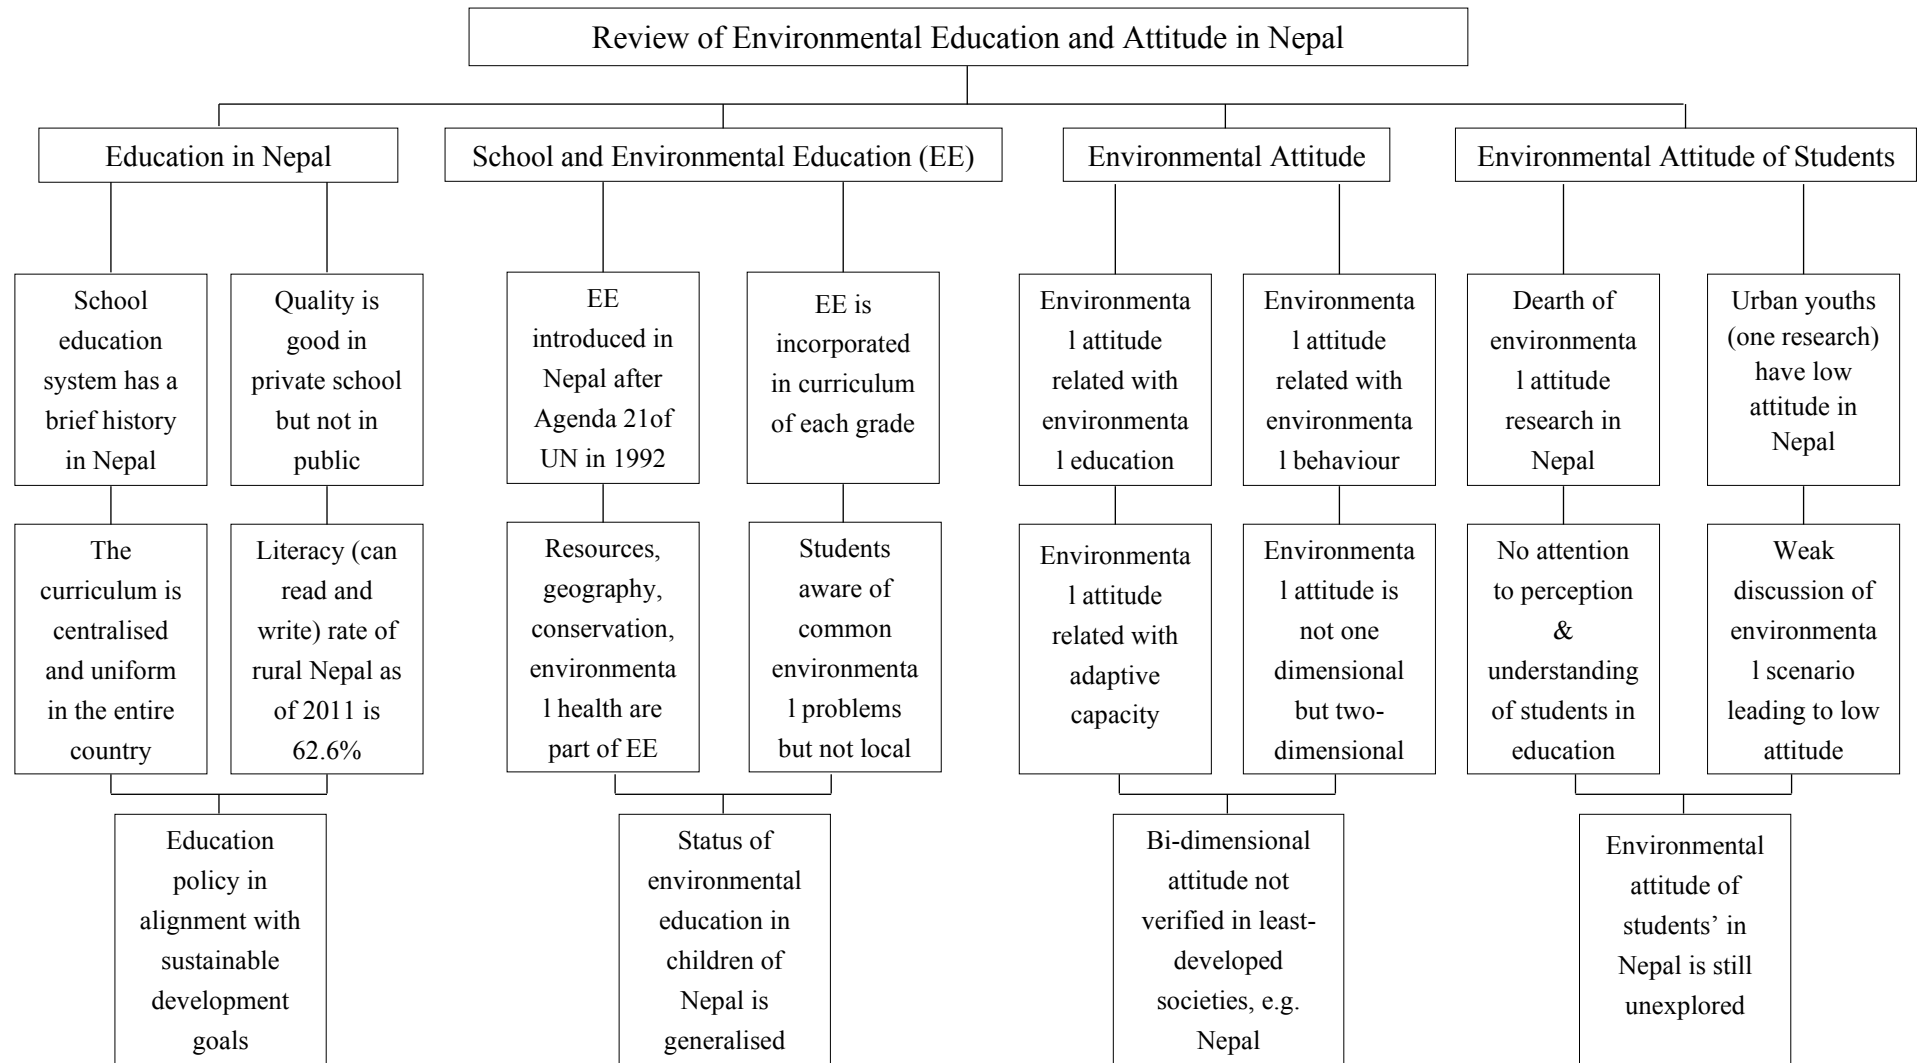 Review of Environmental Education and Attitude in Nepal
Education in Nepal
School and Environmental Education (EE)
Environmental Attitude
Environmental Attitude of Students
School
education
system has a
brief history
in Nepal
Quality is
good in
private school
but not in
public
EE
introduced in
Nepal after
Agenda 21of
UN in 1992
EE is
incorporated
in curriculum
of each grade
Environmenta
l attitude
related with
environmenta
l education
Environmenta
l attitude
related with
environmenta
l behaviour
Dearth of
environmenta
l attitude
research in
Nepal
Urban youths
(one research)
have low
attitude in
Nepal
The
curriculum is
centralised
and uniform
in the entire
country
Literacy (can
read and
write) rate of
rural Nepal as
of 2011 is
62.6%
Resources,
geography,
conservation,
environmenta
l health are
part of EE
Students
aware of
common
environmenta
l problems
but not local
Environmenta
l attitude
related with
adaptive
capacity
Environmenta
l attitude is
not one
dimensional
but two-
dimensional
No attention
to perception
&
understanding
of students in
education
Weak
discussion of
environmenta
l scenario
leading to low
attitude
Education
policy in
alignment with
sustainable
development
goals
Status of
environmental
education in
children of
Nepal is
generalised
Bi-dimensional
attitude not
verified in least-
developed
societies, e.g.
Nepal
Environmental
attitude of
students’ in
Nepal is still
unexplored